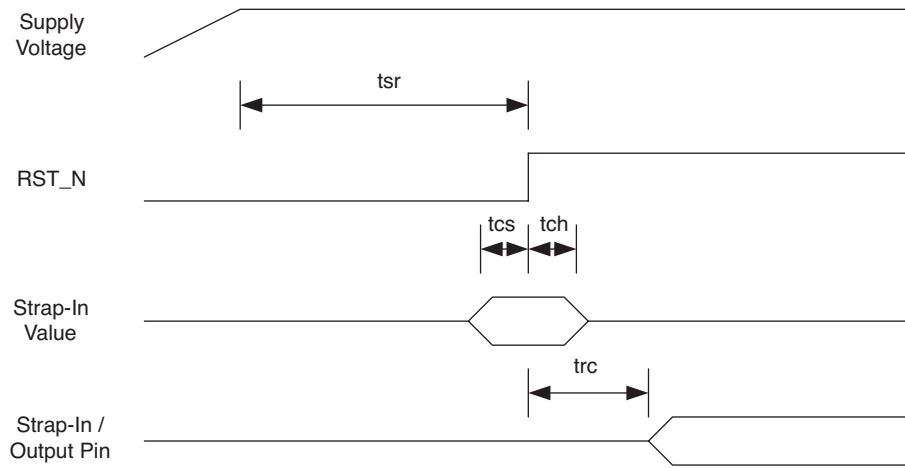 Supply
Voltage
tsr
RST_N
tcs
tch
Strap-In
Value
trc
Strap-In /
Output Pin